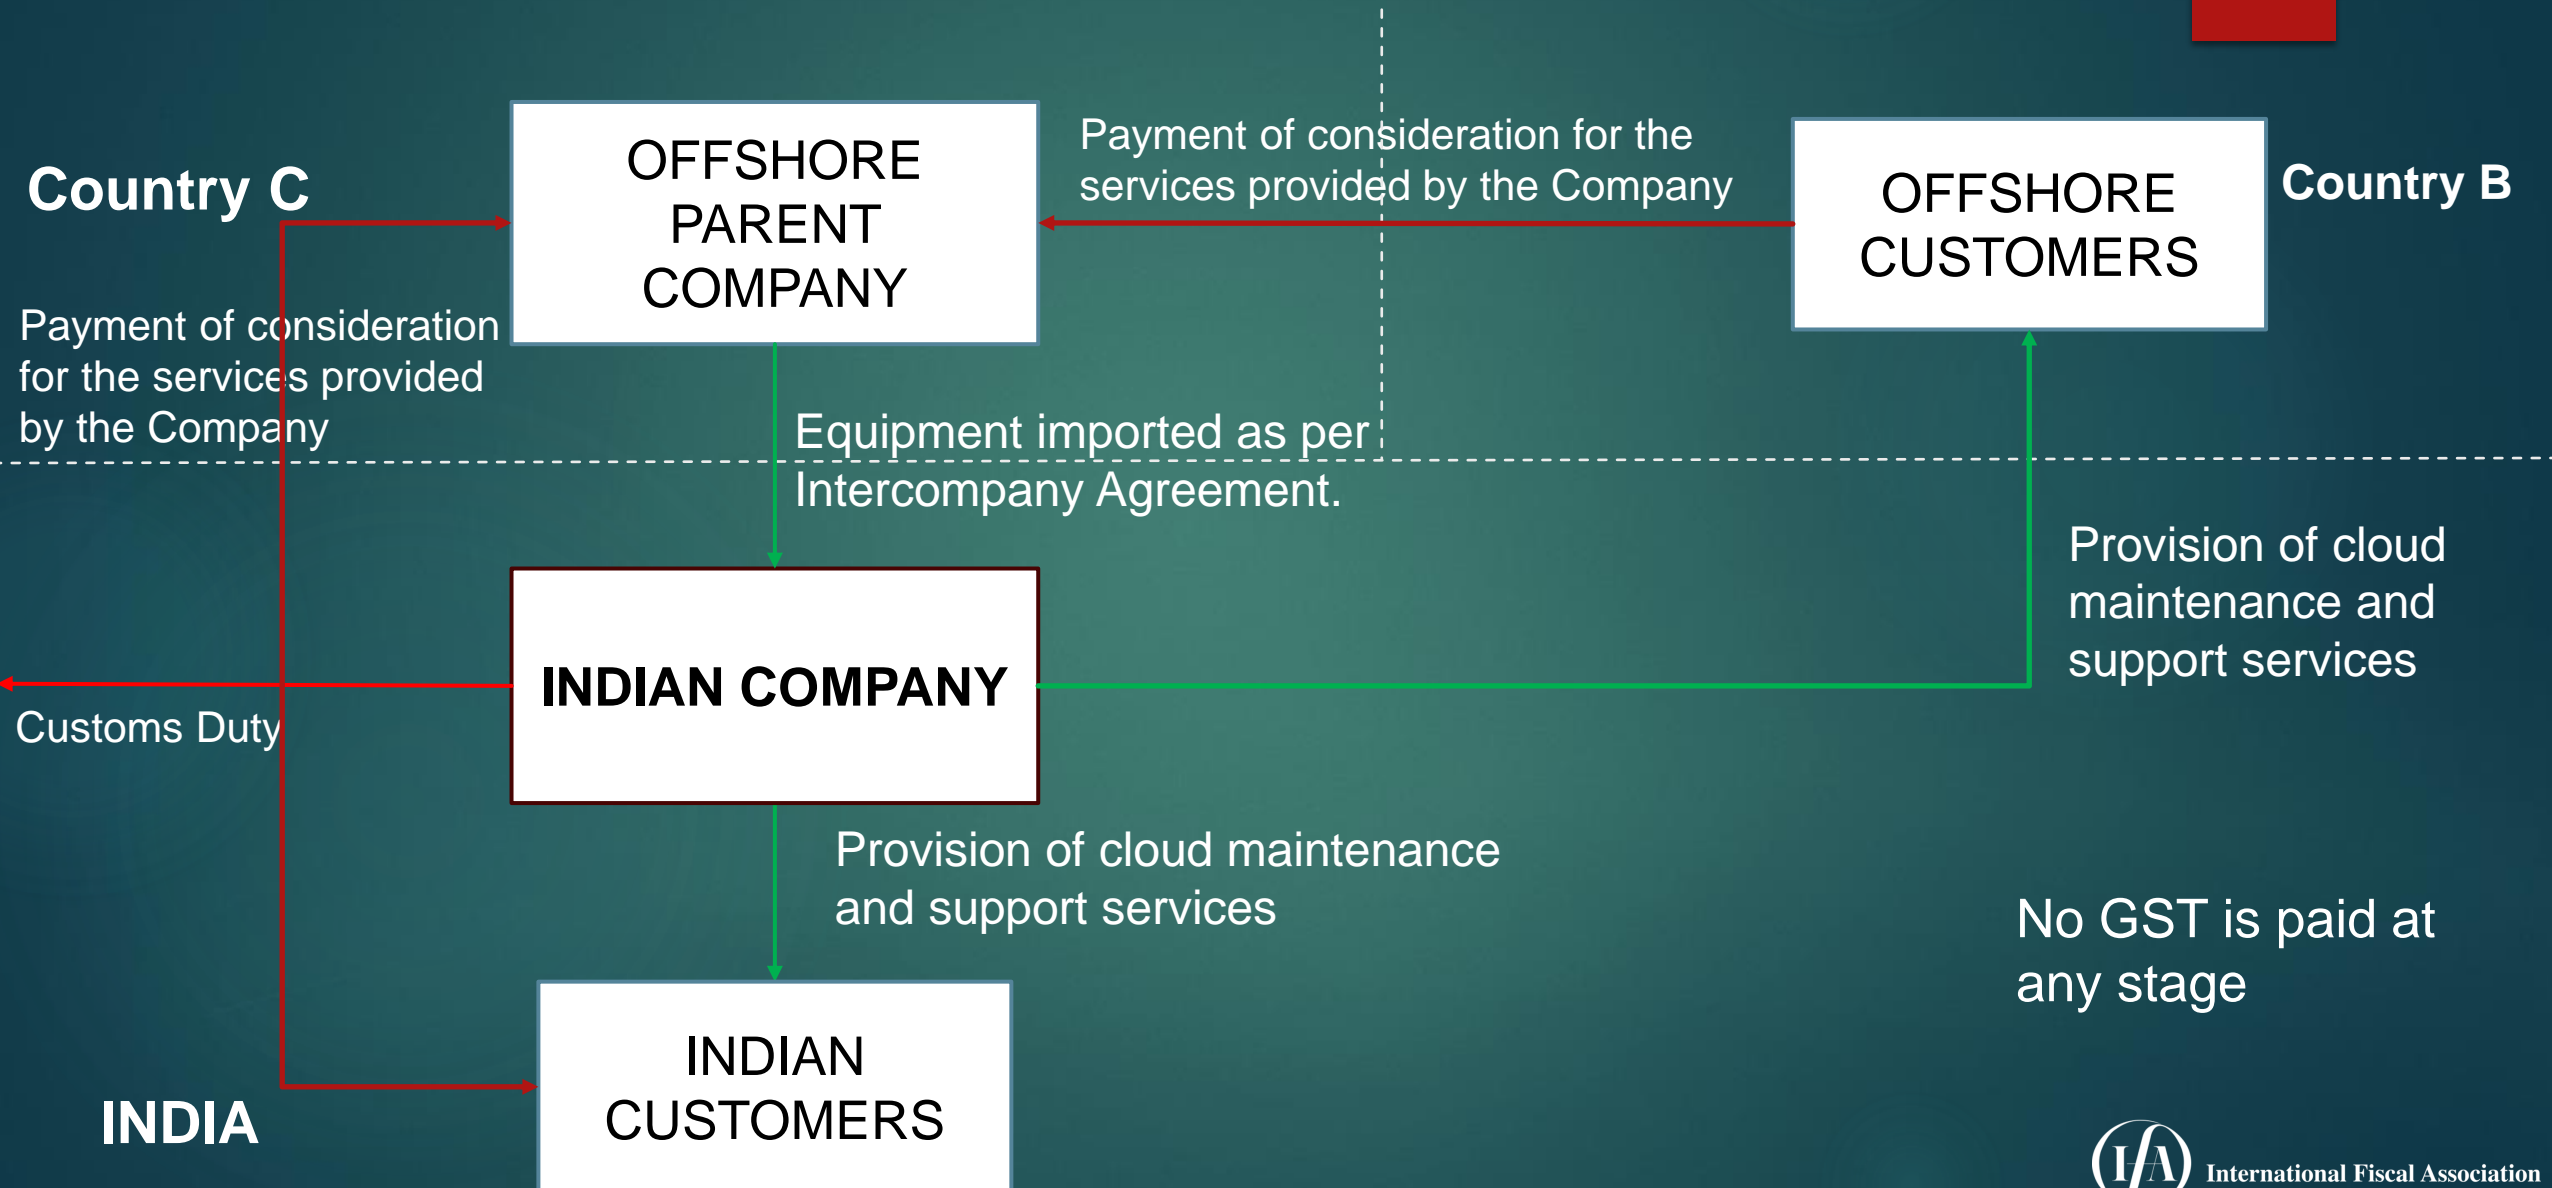 Country C
OFFSHORE
PARENT
COMPANY
Payment of consideration for the
services provided by the Company
OFFSHORE
CUSTOMERS
Country B
Payment of consideration
for the services provided
by the Company
Equipment imported as per
Intercompany Agreement.
Provision of cloud
maintenance and
support services
INDIAN COMPANY
Customs Duty
Provision of cloud maintenance
and support services
No GST is paid at
any stage
INDIAN
CUSTOMERS
INDIA
IFA
International Fiscal Association